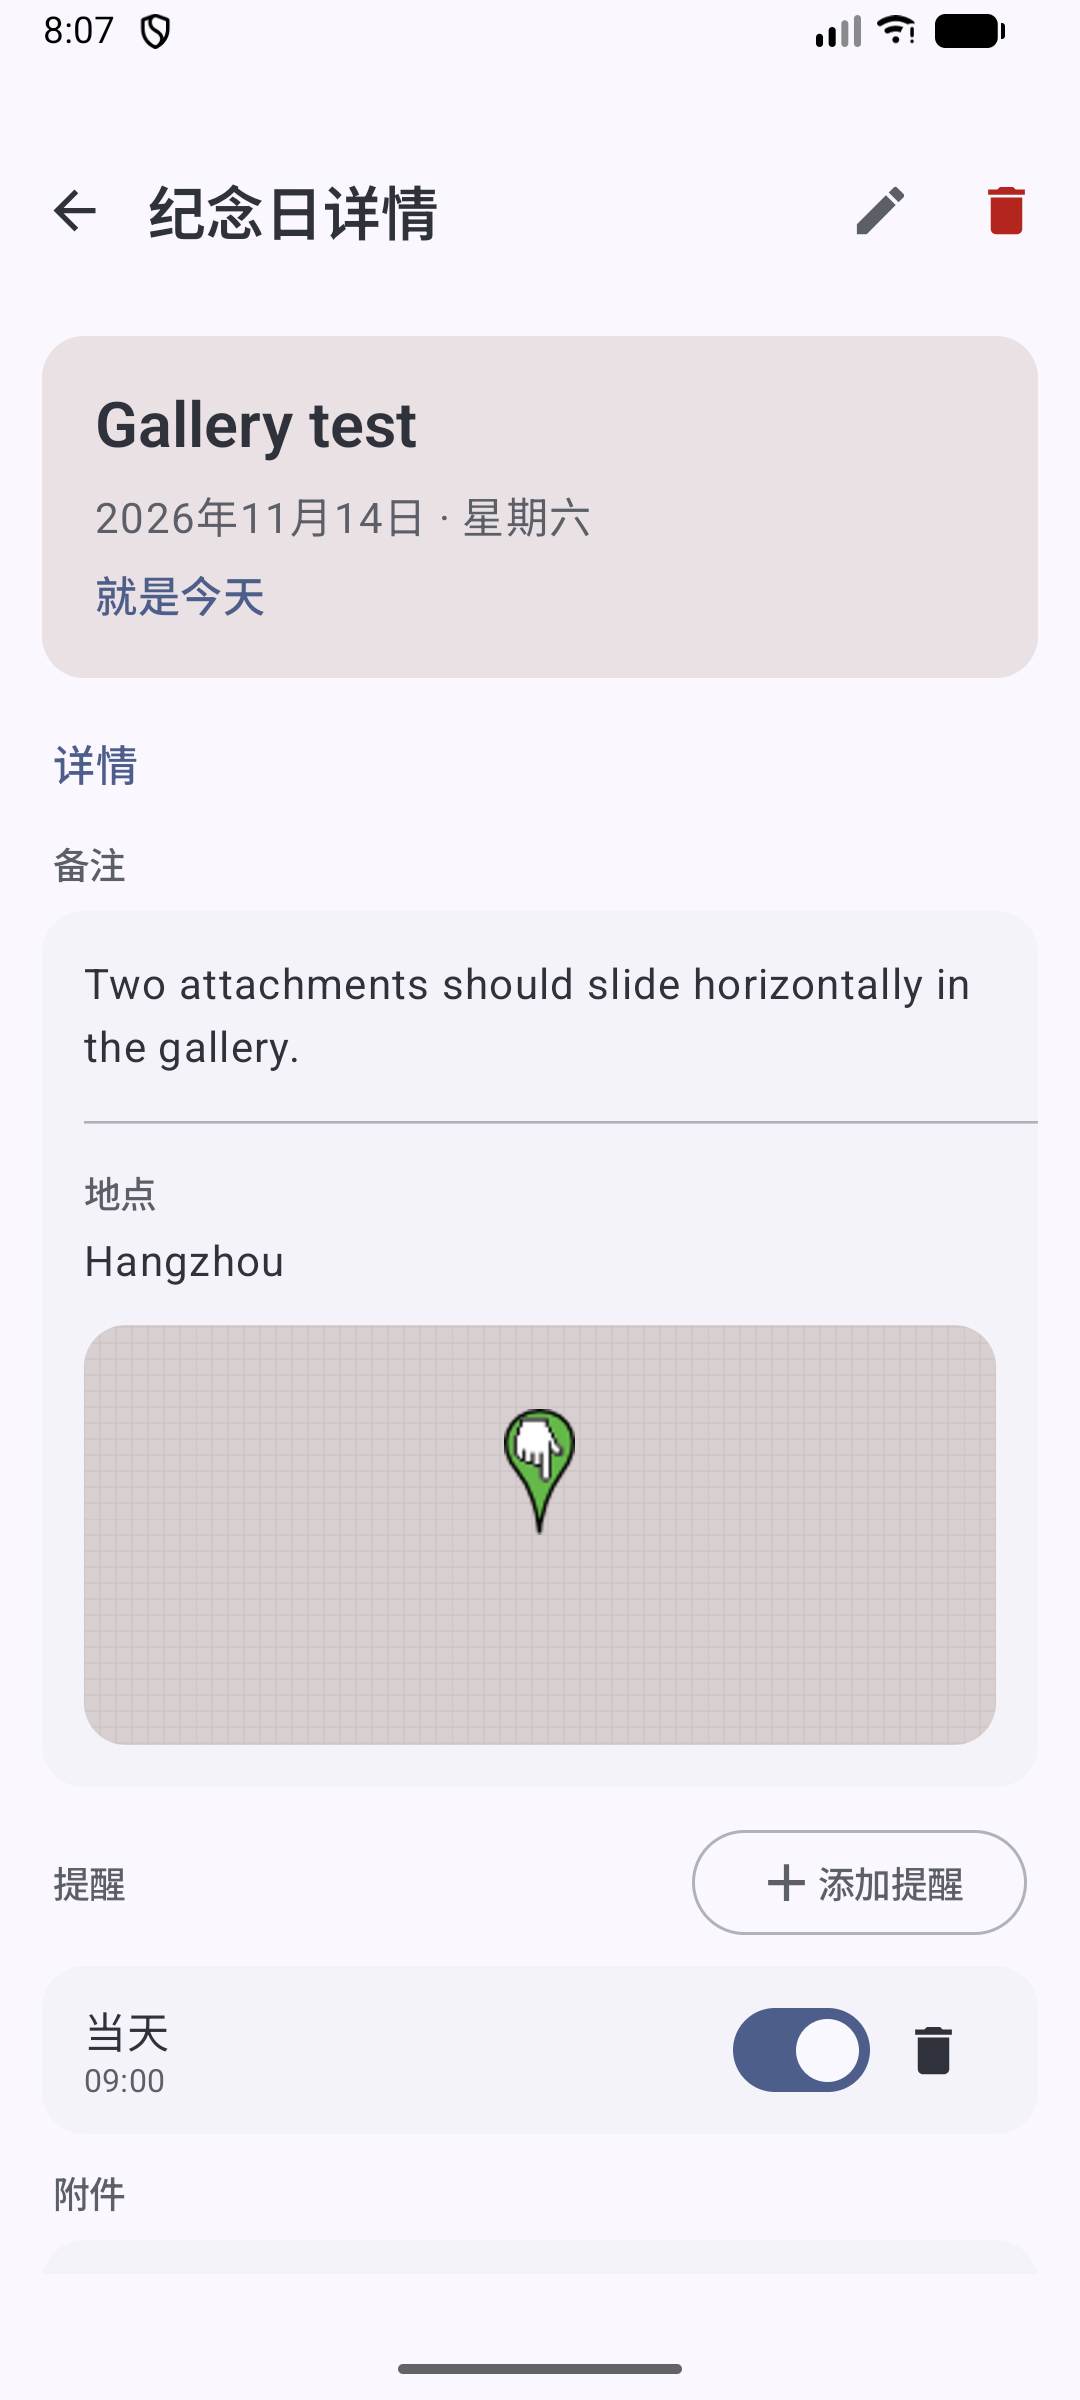 8:07
纪念日详情
Gallery test
2026年11月14日 · 星期六
就是今天
详情
备注
Two attachments should slide horizontally in
the gallery.
地点
Hangzhou
提醒
添加提醒
当天
09:00
附件